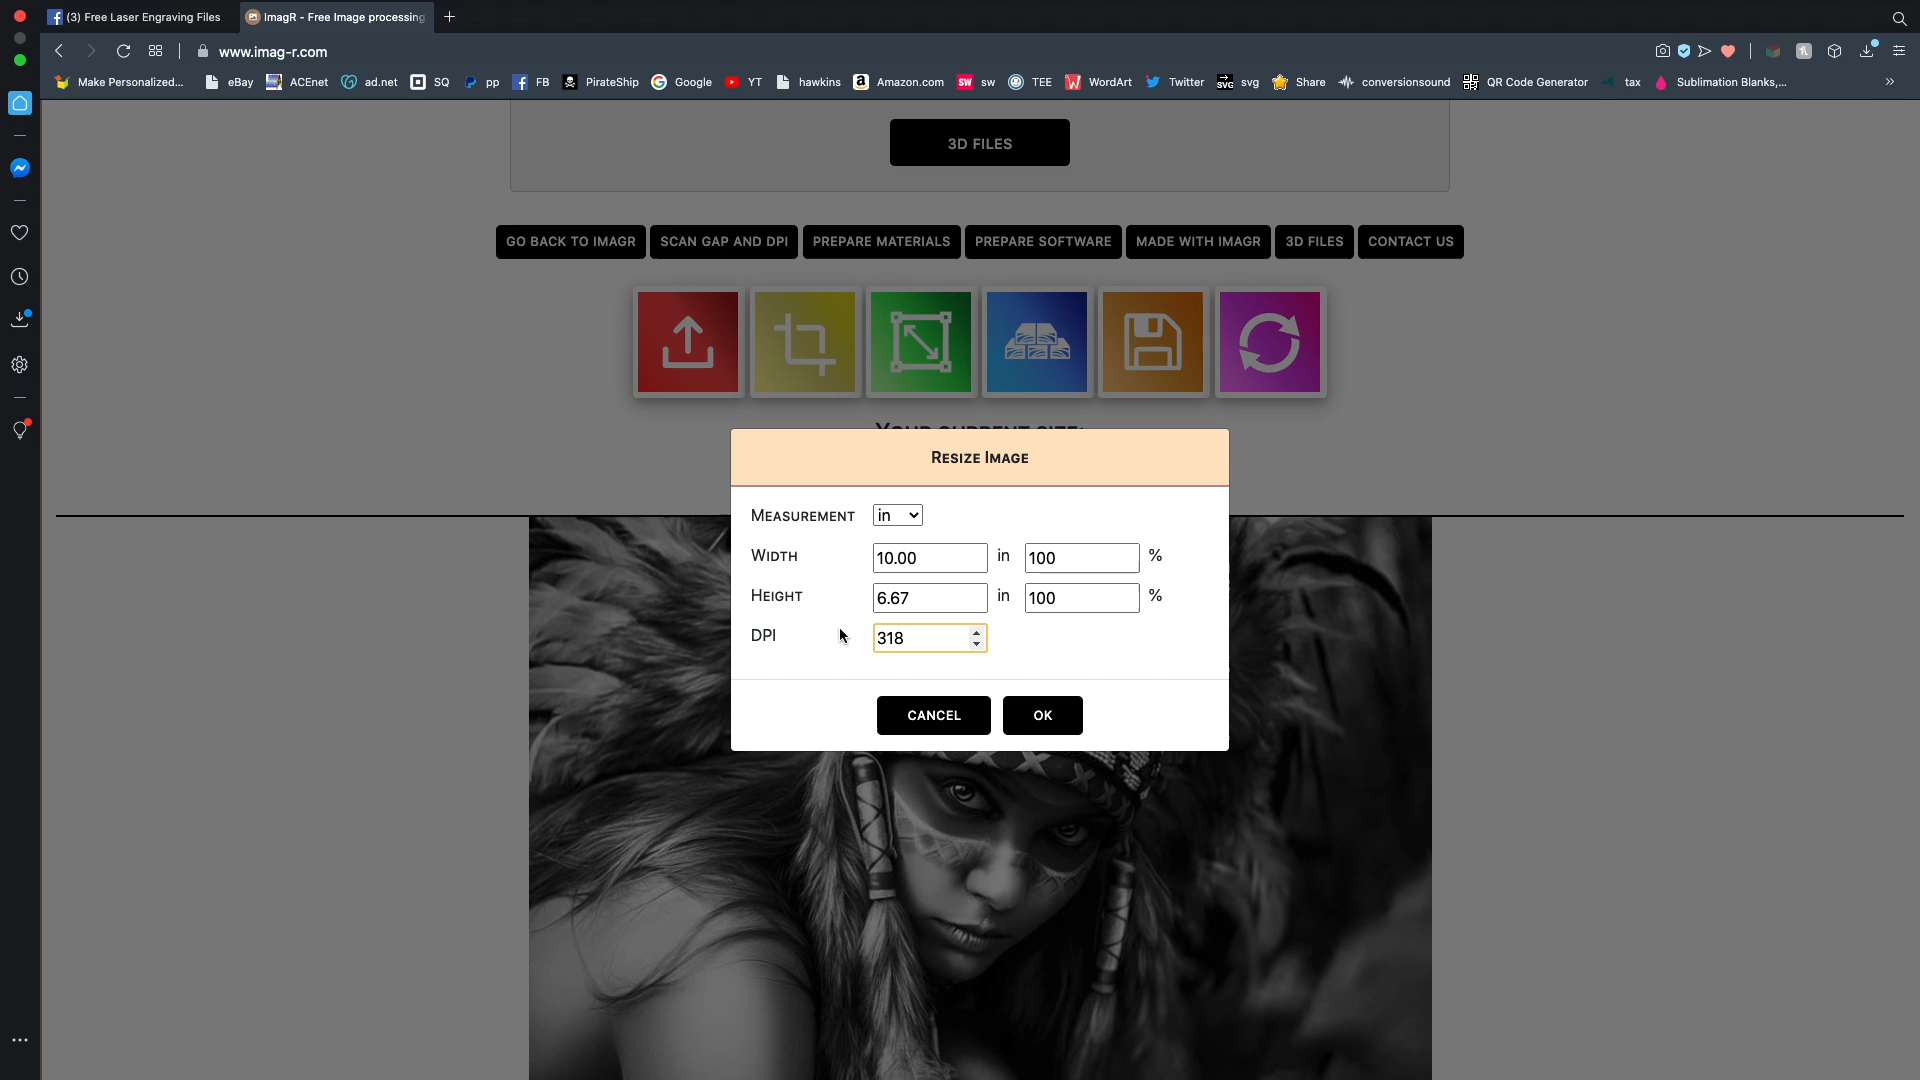 (3) Free Laser Engraving Files
ImagR - Free Image processing
www.imag-r.com
Make Personalized... eBay ACEnet ad.net SQ pp FB PirateShip Google YT hawkins Amazon.com sw TEE WordArt Twitter svg Share conversionsound QR Code Generator tax Sublimation Blanks,... »
3D FILES
GO BACK TO IMAGR SCAN GAP AND DPI PREPARE MATERIALS PREPARE SOFTWARE MADE WITH IMAGR 3D FILES CONTACT US
YOUR CURRENT SIZE:
RESIZE IMAGE
MEASUREMENT in
WIDTH 10.00 in 100 %
HEIGHT 6.67 in 100 %
DPI 318
CANCEL OK